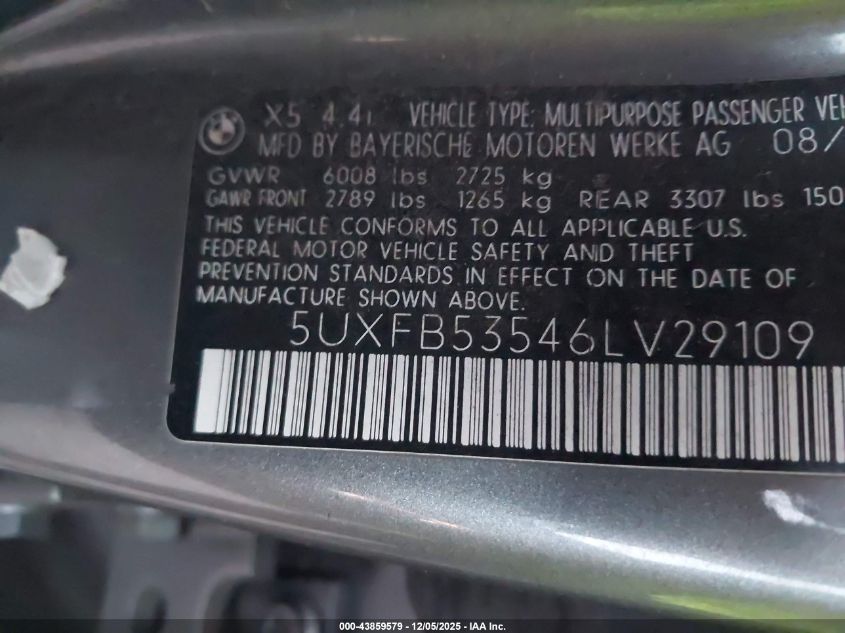 X5 4.4i VEHICLE TYPE: MULTIPURPOSE PASSENGER
MFD BY BAYERISCHE MOTOREN WERKE AG 08/
GVWR 6008 lbs 2725 kg
GAWR FRONT 2789 lbs 1265 kg REAR 3307 lbs 150
THIS VEHICLE CONFORMS TO ALL APPLICABLE U.S.
FEDERAL MOTOR VEHICLE SAFETY AND THEFT
PREVENTION STANDARDS IN EFFECT ON THE DATE OF
MANUFACTURE SHOWN ABOVE.
5UXFB53546LV29109
000-43859579 - 12/05/2025 - IAA Inc.